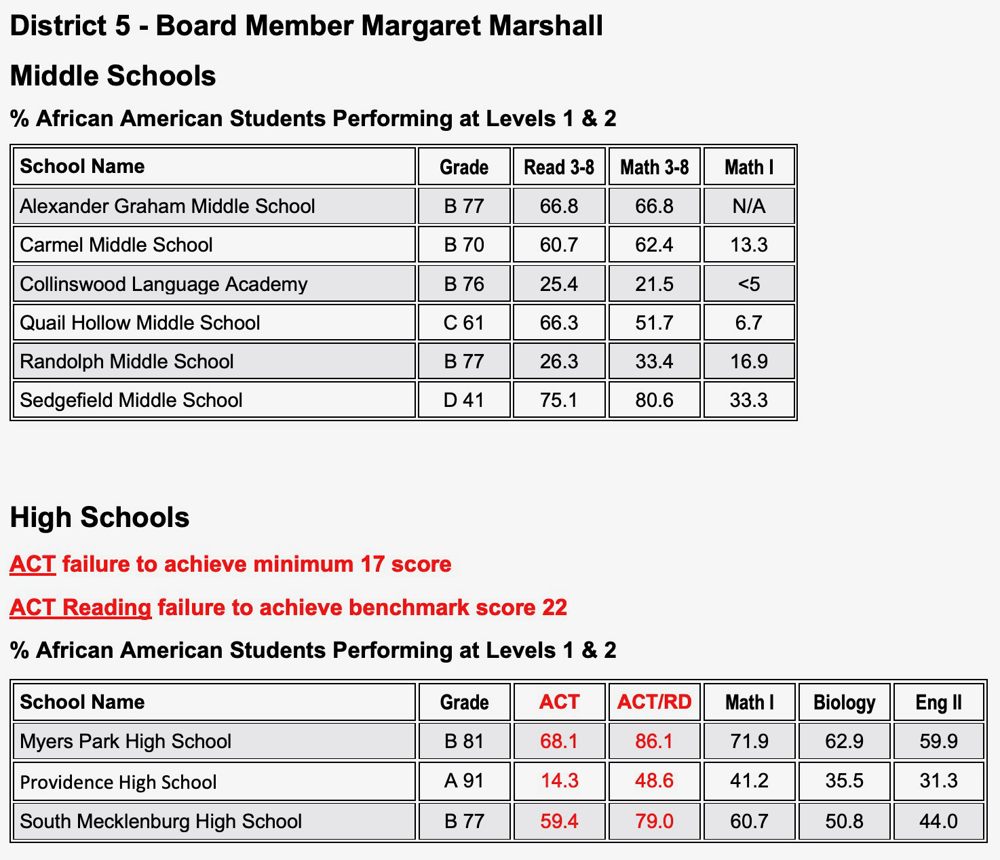 District 5 - Board Member Margaret Marshall
Middle Schools
% African American Students Performing at Levels 1 & 2
School Name Grade Read 3-8 Math 3-8 Math I
Alexander Graham Middle School B 77 66.8 66.8 N/A
Carmel Middle School B 70 60.7 62.4 13.3
Collinswood Language Academy B 76 25.4 21.5 <5
Quail Hollow Middle School C 61 66.3 51.7 6.7
Randolph Middle School B 77 26.3 33.4 16.9
Sedgefield Middle School D 41 75.1 80.6 33.3
High Schools
ACT failure to achieve minimum 17 score
ACT Reading failure to achieve benchmark score 22
% African American Students Performing at Levels 1 & 2
School Name Grade ACT ACT/RD Math I Biology Eng II
Myers Park High School B 81 68.1 86.1 71.9 62.9 59.9
Providence High School A 91 14.3 48.6 41.2 35.5 31.3
South Mecklenburg High School B 77 59.4 79.0 60.7 50.8 44.0